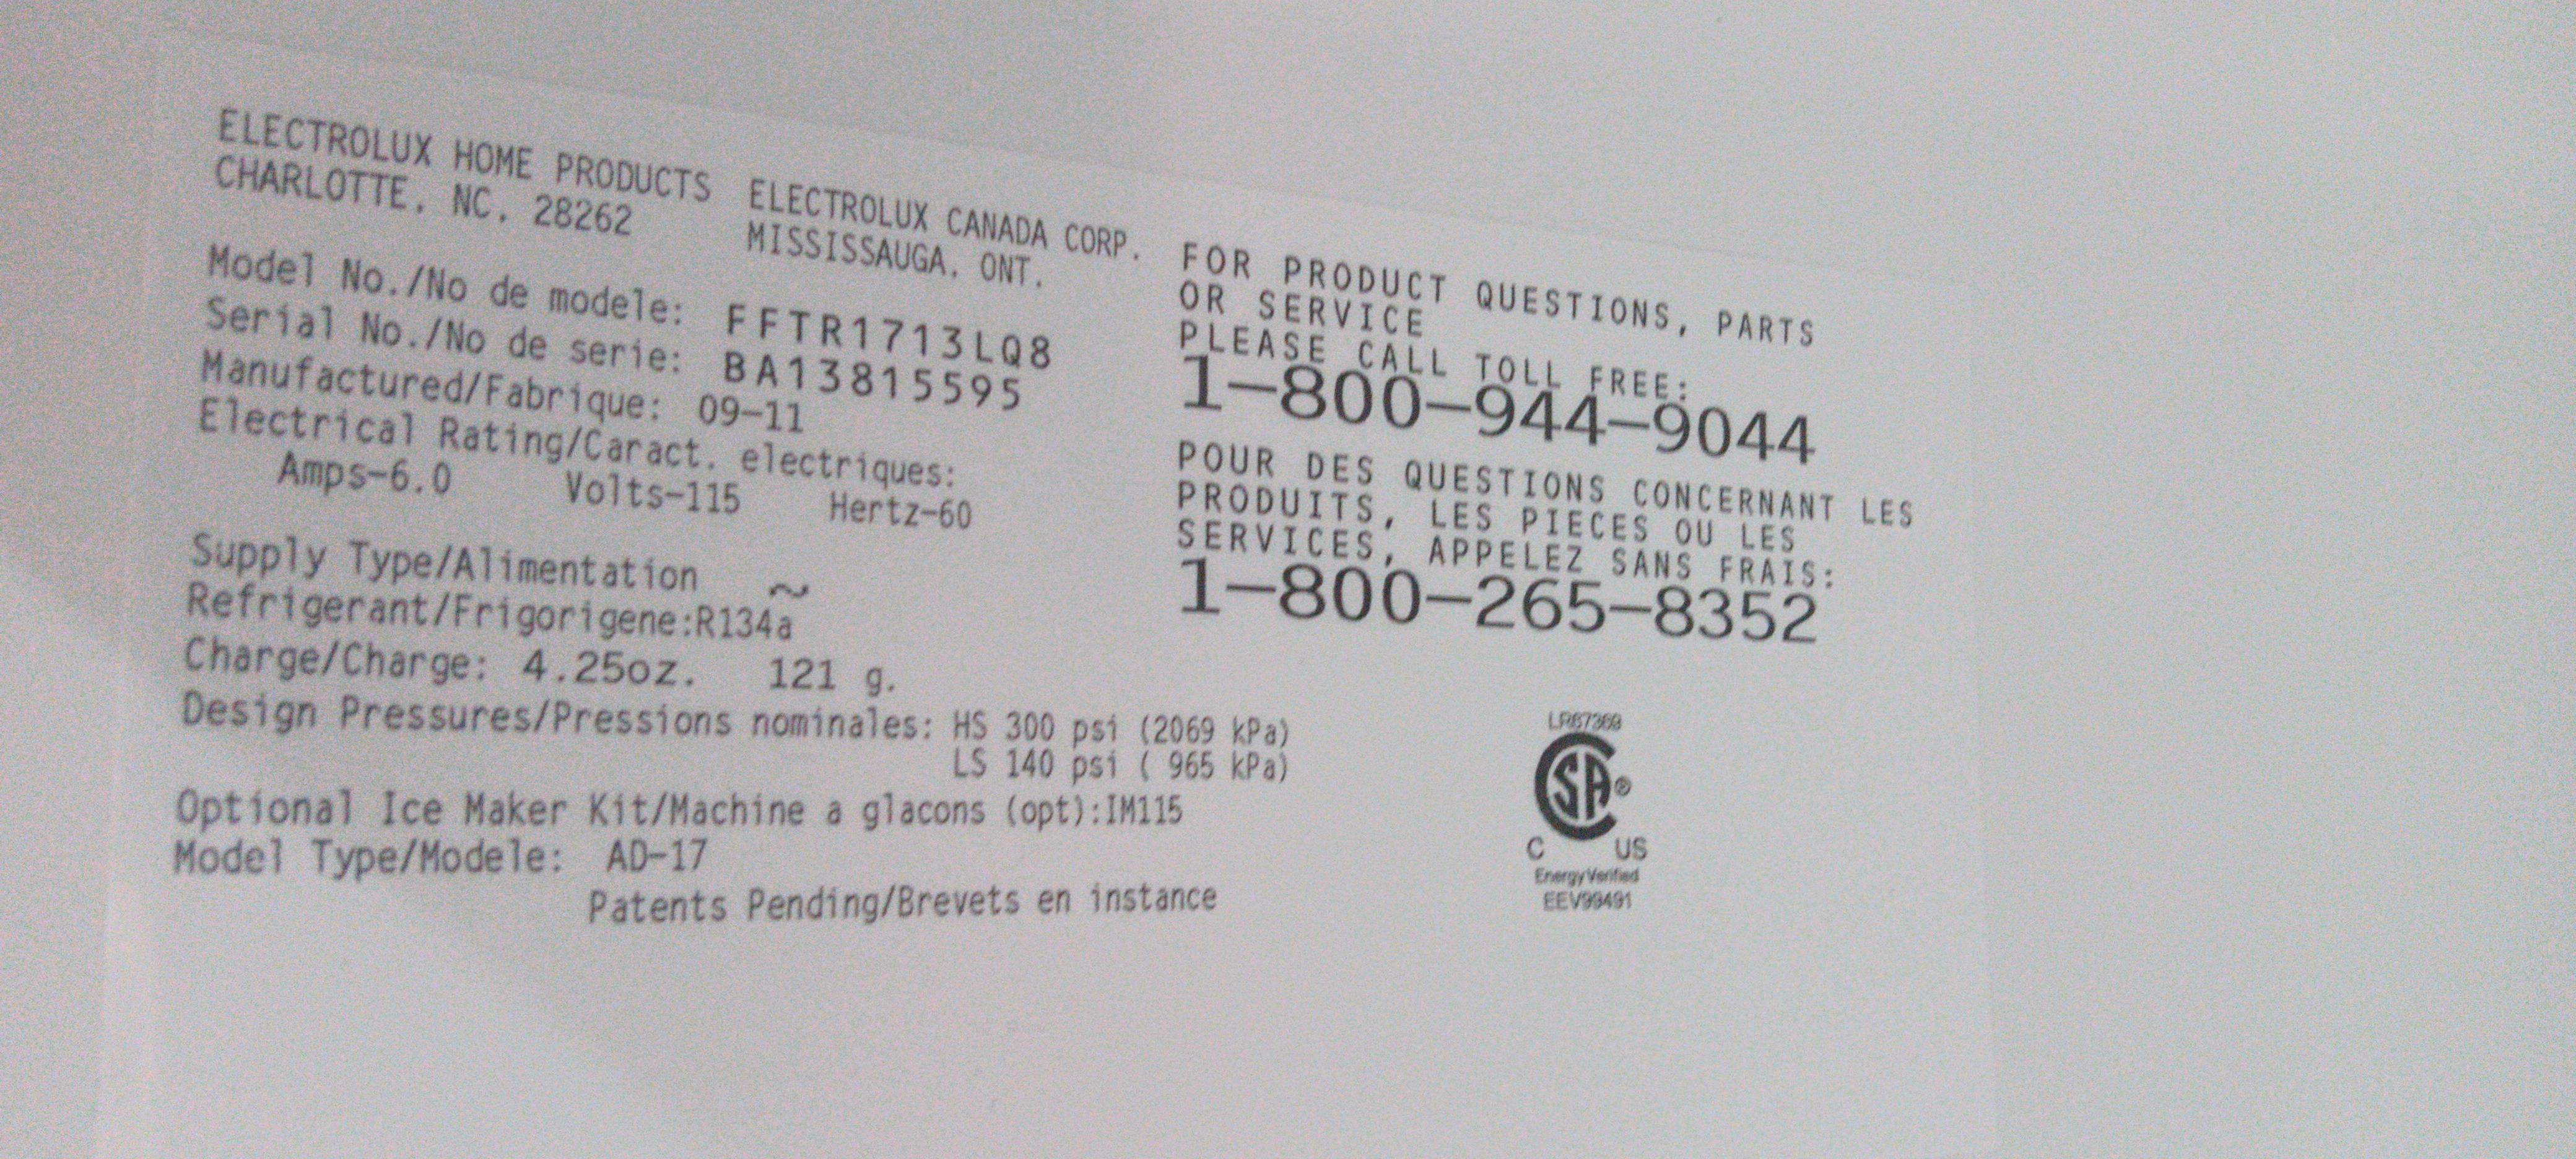 ELECTROLUX HOME PRODUCTS
CHARLOTTE, NC. 28262
ELECTROLUX CANADA CORP.
MISSISSAUGA, ONT.
Model No./No de modele: FFTR1713LQ8
Serial No./No de serie: BA13815595
Manufactured/Fabrique: 09-11
Electrical Rating/Caract. electriques:
Amps-6.0 Volts-115 Hertz-60
Supply Type/Alimentation ~
Refrigerant/Frigorigene:R134a
Charge/Charge: 4.25oz. 121 g.
Design Pressures/Pressions nominales: HS 300 psi (2069 kPa)
LS 140 psi ( 965 kPa)
Optional Ice Maker Kit/Machine a glacons (opt):IM115
Model Type/Modele: AD-17
Patents Pending/Brevets en instance
FOR PRODUCT QUESTIONS, PARTS
OR SERVICE
PLEASE CALL TOLL FREE:
1-800-944-9044
POUR DES QUESTIONS CONCERNANT LES
PRODUITS, LES PIECES OU LES
SERVICES, APPELEZ SANS FRAIS:
1-800-265-8352
LR67369
CSA®
C US
Energy Verified
EEV99491